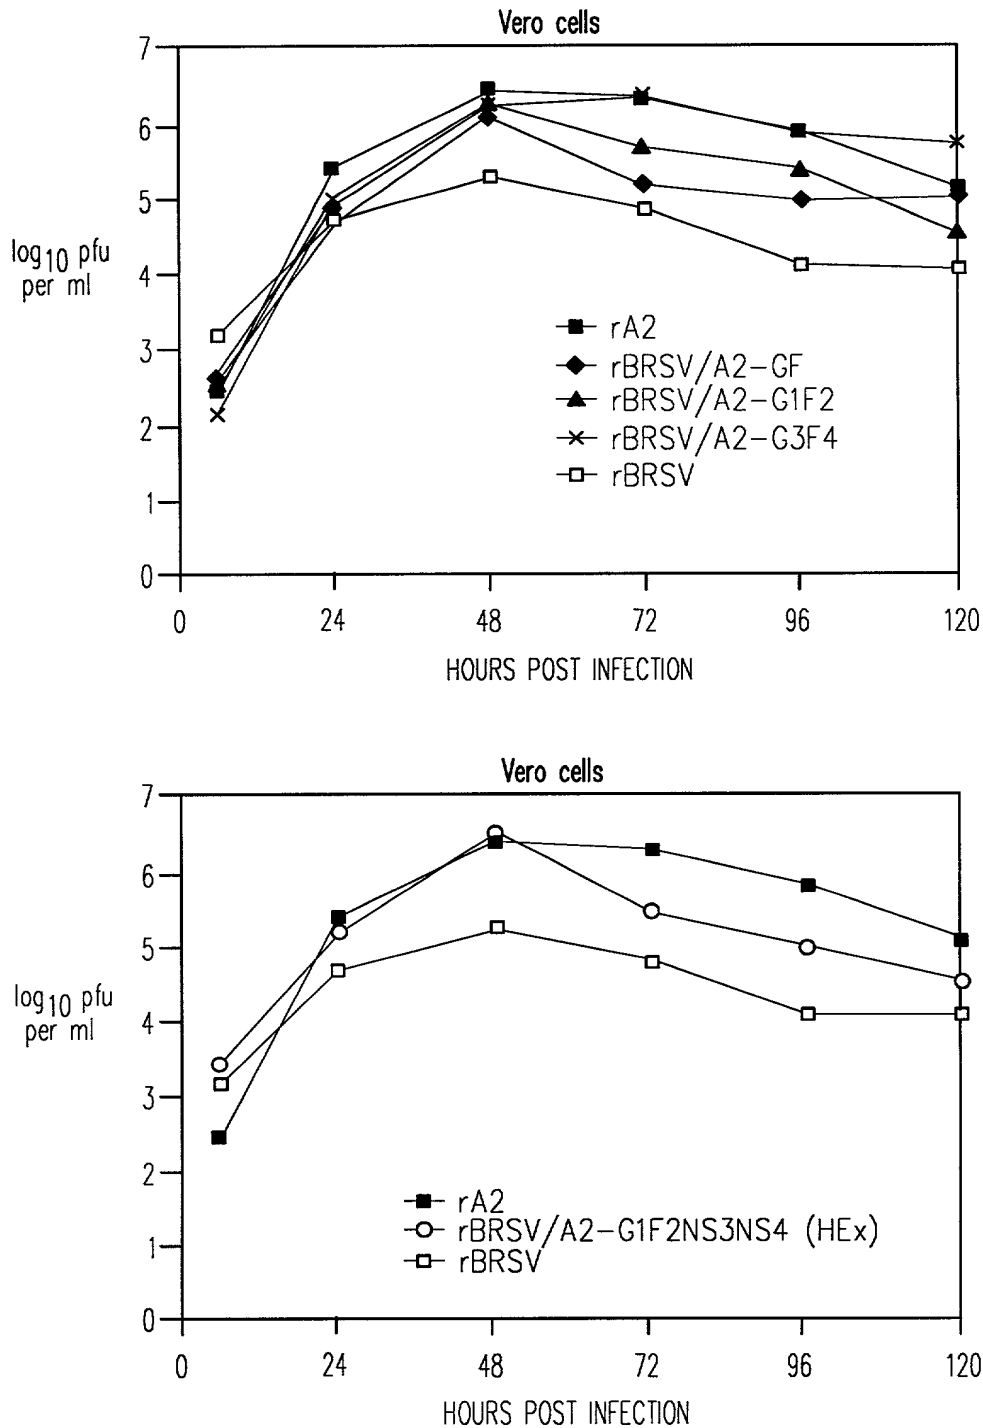 Vero cells
7
6
5
4
3
2
1
0
log10 pfu
per ml
rA2
rBRSV/A2-GF
rBRSV/A2-G1F2
rBRSV/A2-G3F4
rBRSV
0 24 48 72 96 120
HOURS POST INFECTION
Vero cells
7
6
5
4
3
2
1
0
log10 pfu
per ml
rA2
rBRSV/A2-G1F2NS3NS4 (HEx)
rBRSV
0 24 48 72 96 120
HOURS POST INFECTION